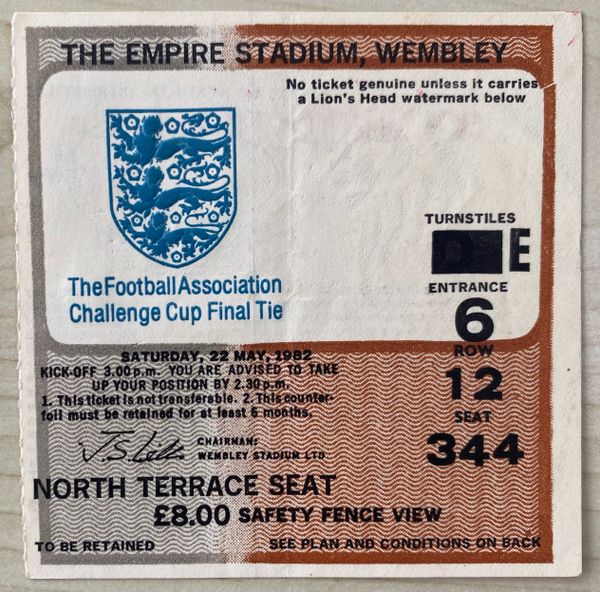 THE EMPIRE STADIUM, WEMBLEY
No ticket genuine unless it carries
a Lion's Head watermark below
The Football Association
Challenge Cup Final Tie
TURNSTILES
E
ENTRANCE
6
ROW
12
SEAT
344
SATURDAY, 22 MAY, 1982
KICK-OFF 3.00 p.m. YOU ARE ADVISED TO TAKE
UP YOUR POSITION BY 2.30 p.m.
1. This ticket is not transferable. 2. This counter-
foil must be retained for at least 6 months.
CHAIRMAN:
WEMBLEY STADIUM LTD
NORTH TERRACE SEAT
£8.00 SAFETY FENCE VIEW
TO BE RETAINED
SEE PLAN AND CONDITIONS ON BACK